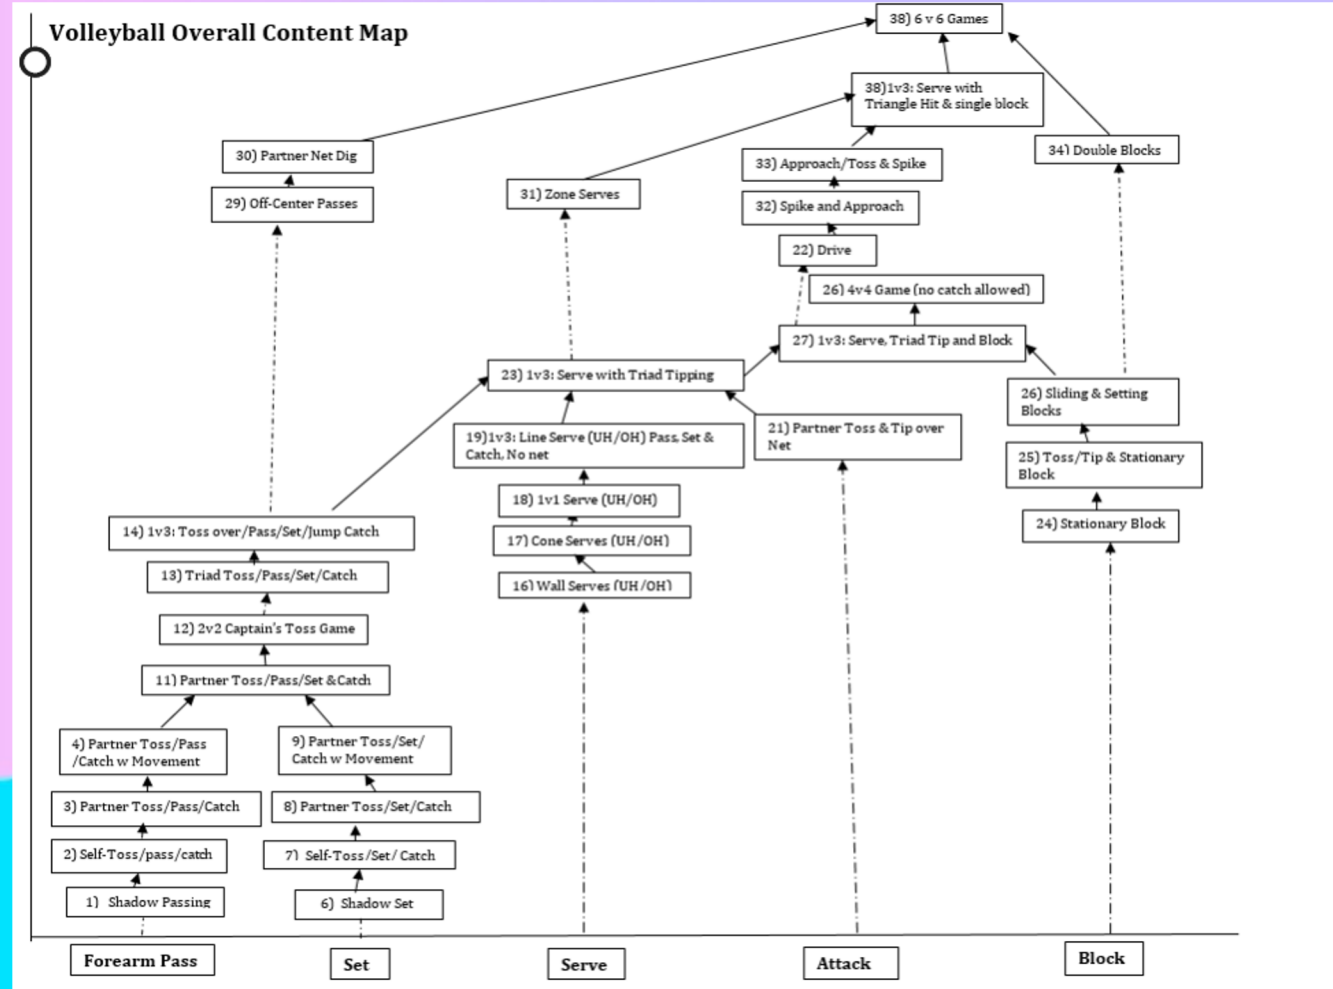 Volleyball Overall Content Map
38) 6 v 6 Games
38)1v3: Serve with
Triangle Hit & single block
30) Partner Net Dig
34) Double Blocks
33) Approach/Toss & Spike
31) Zone Serves
29) Off-Center Passes
32) Spike and Approach
22) Drive
26) 4v4 Game (no catch allowed)
27) 1v3: Serve, Triad Tip and Block
23) 1v3: Serve with Triad Tipping
26) Sliding & Setting
Blocks
19)1v3: Line Serve (UH/OH) Pass, Set &
Catch, No net
21) Partner Toss & Tip over
Net
25) Toss/Tip & Stationary
Block
18) 1v1 Serve (UH/OH)
24) Stationary Block
14) 1v3: Toss over/Pass/Set/Jump Catch
17) Cone Serves (UH/OH)
13) Triad Toss/Pass/Set/Catch
16) Wall Serves (UH/OH)
12) 2v2 Captain's Toss Game
11) Partner Toss/Pass/Set &Catch
4) Partner Toss/Pass
/Catch w Movement
9) Partner Toss/Set/
Catch w Movement
3) Partner Toss/Pass/Catch
8) Partner Toss/Set/Catch
2) Self-Toss/pass/catch
7) Self-Toss/Set/ Catch
1) Shadow Passing
6) Shadow Set
Forearm Pass
Set
Serve
Attack
Block